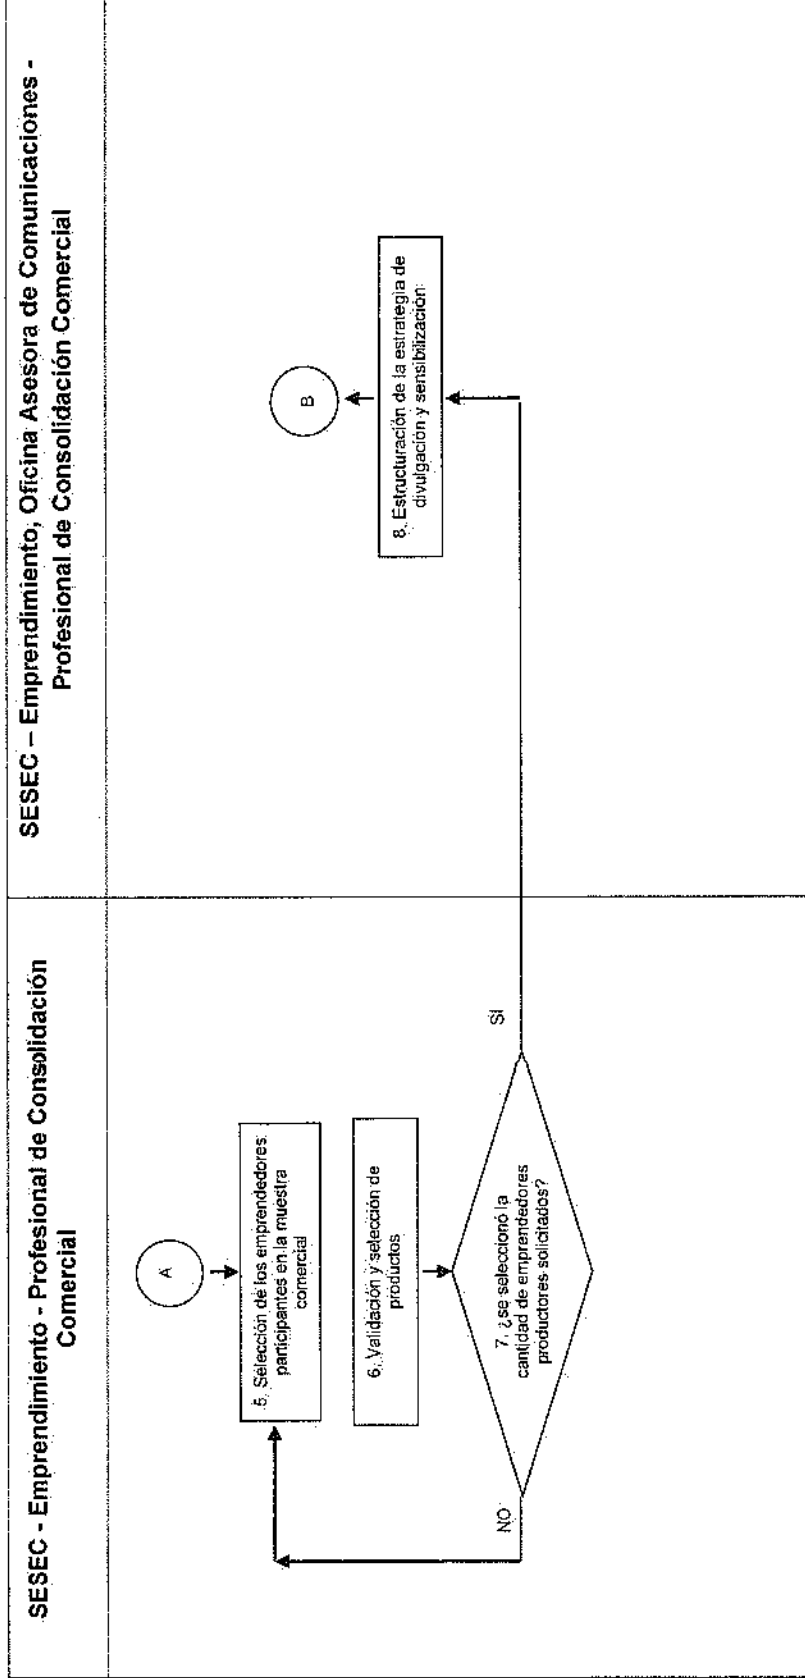 SESEC - Emprendimiento - Profesional de Consolidación
Comercial
A
5. Selección de los emprendedores:
participantes en la muestra
comercial
6. Validación y selección de
productos
7. ¿se seleccionó la
cantidad de emprendedores
productores solicitados?
NO
SI
SESEC – Emprendimiento, Oficina Asesora de Comunicaciones -
Profesional de Consolidación Comercial
B
8. Estructuración de la estrategia de
divulgación y sensibilización: